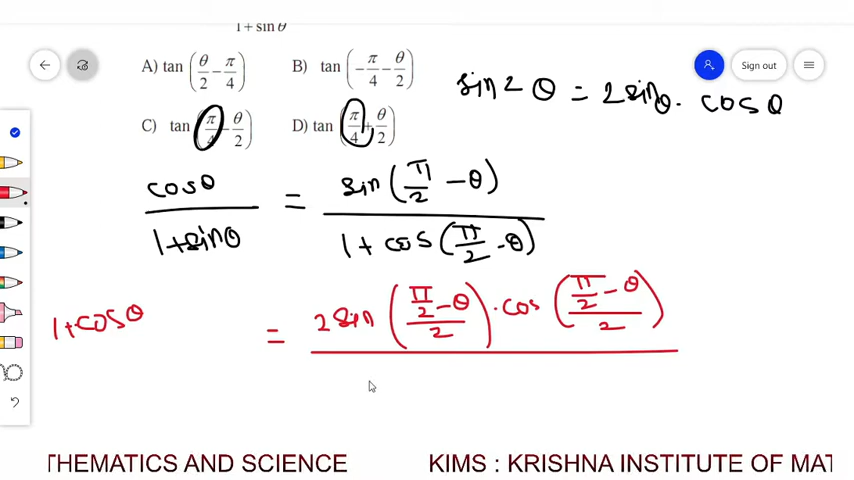 1 + sin θ
A) tan (θ/2 − π/4) B) tan (−π/4 − θ/2)
sin 2θ = 2 sinθ . cosθ
C) tan (π/4 − θ/2) D) tan (π/4 + θ/2)
cosθ / 1+sinθ = sin (π/2 − θ) / 1 + cos (π/2 − θ)
1+cosθ = 2 sin ((π/2 − θ)/2) . cos ((π/2 − θ)/2)
Sign out
THEMATICS AND SCIENCE KIMS : KRISHNA INSTITUTE OF MAT